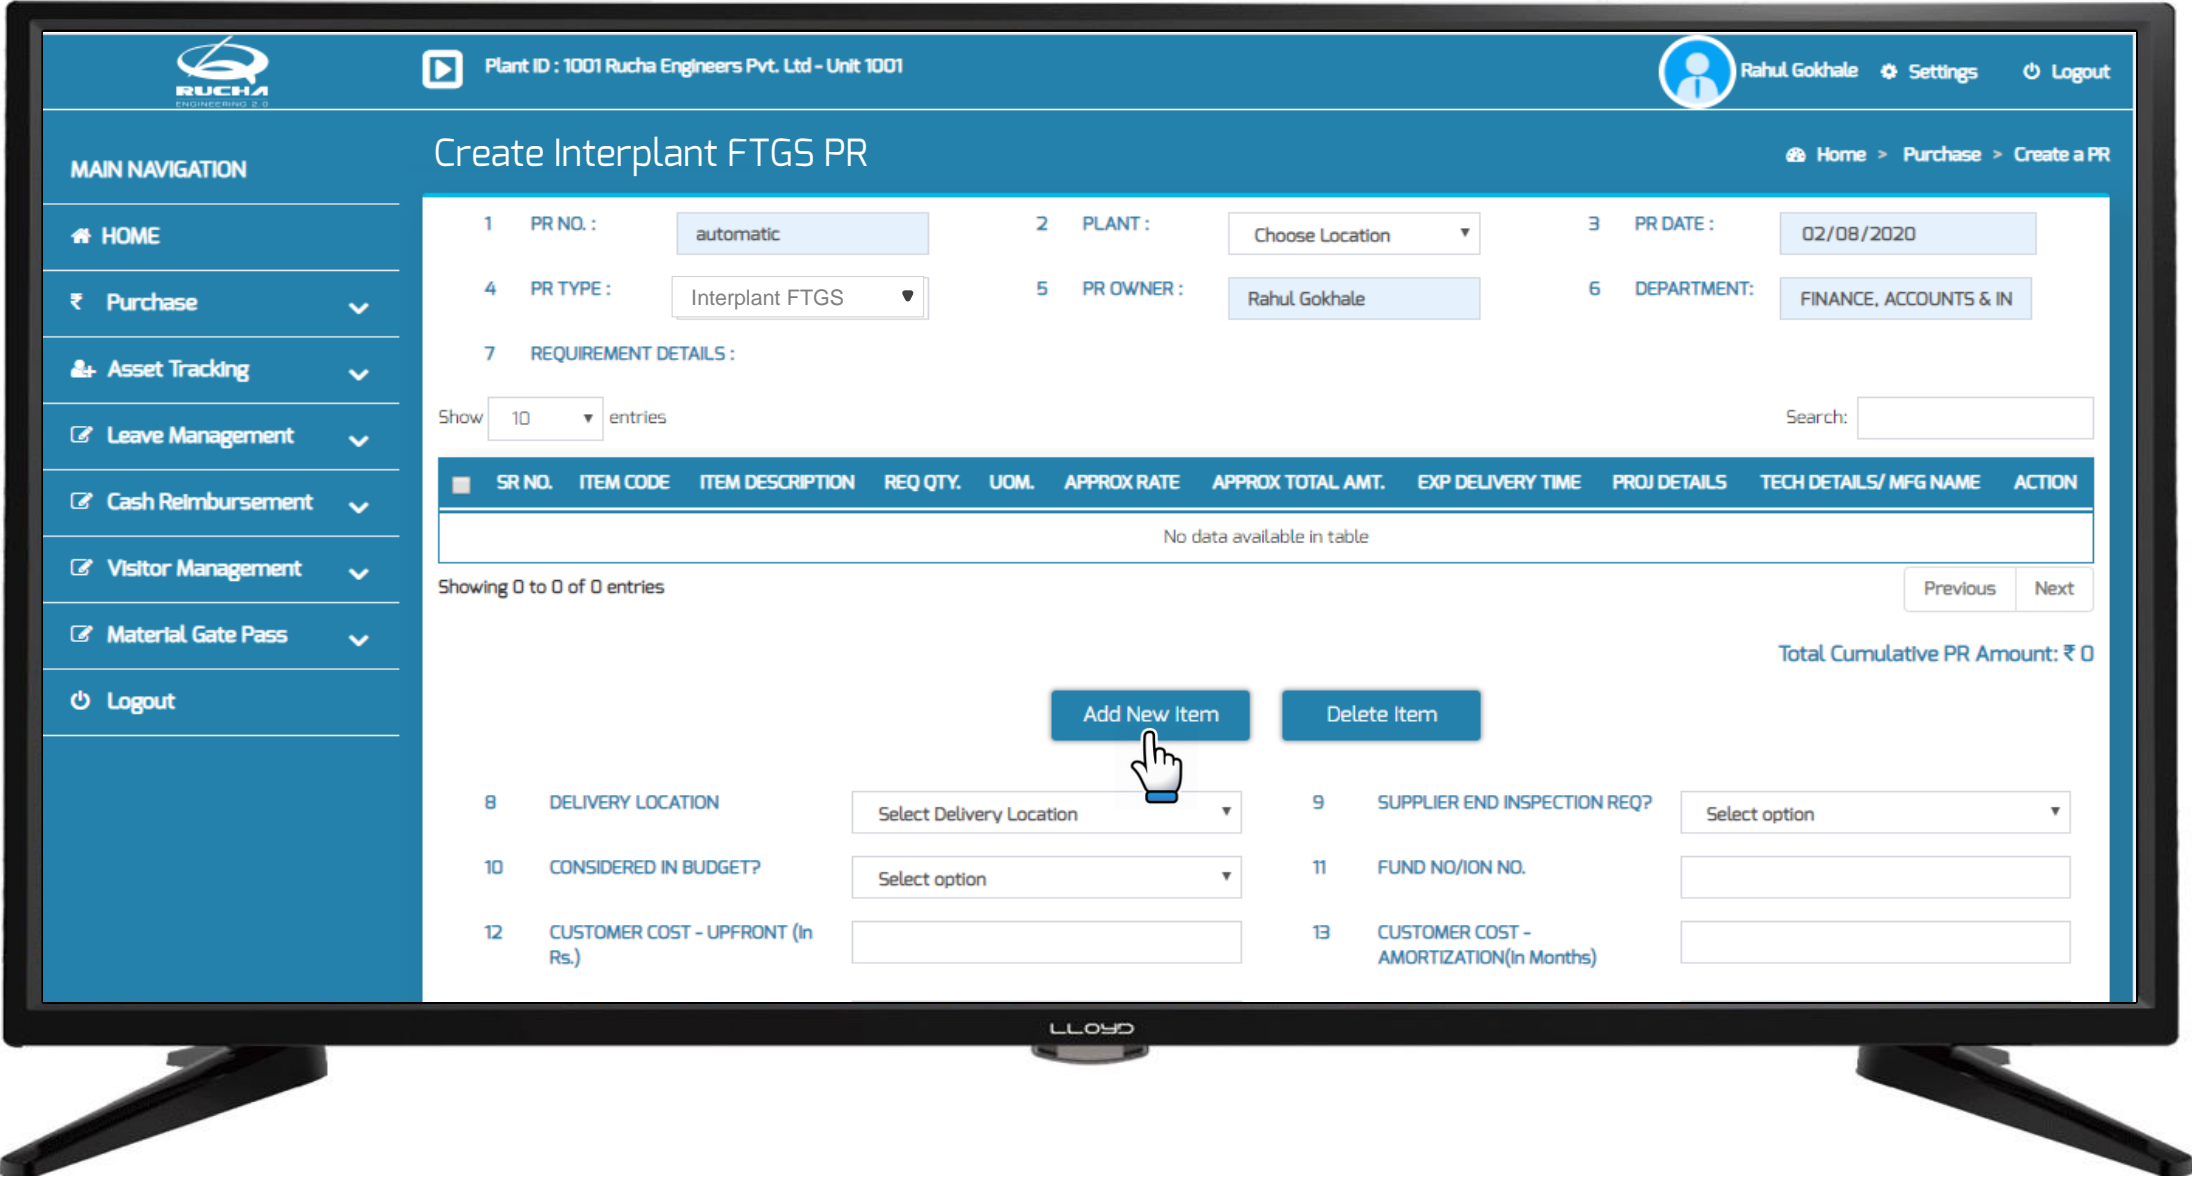 RUCHA
ENGINEERING 2.0
Plant ID : 1001 Rucha Engineers Pvt. Ltd - Unit 1001
Rahul Gokhale Settings Logout
MAIN NAVIGATION
HOME
₹ Purchase
Asset Tracking
Leave Management
Cash Reimbursement
Visitor Management
Material Gate Pass
Logout
Create Interplant FTGS PR
Home > Purchase > Create a PR
1 PR NO. : automatic 2 PLANT : Choose Location 3 PR DATE : 02/08/2020
4 PR TYPE : Interplant FTGS 5 PR OWNER : Rahul Gokhale 6 DEPARTMENT: FINANCE, ACCOUNTS & IN
7 REQUIREMENT DETAILS :
Show 10 entries Search:
SR NO. ITEM CODE ITEM DESCRIPTION REQ QTY. UOM. APPROX RATE APPROX TOTAL AMT. EXP DELIVERY TIME PROJ DETAILS TECH DETAILS/ MFG NAME ACTION
No data available in table
Showing 0 to 0 of 0 entries Previous Next
Total Cumulative PR Amount: ₹ 0
Add New Item Delete Item
8 DELIVERY LOCATION Select Delivery Location 9 SUPPLIER END INSPECTION REQ? Select option
10 CONSIDERED IN BUDGET? Select option 11 FUND NO/ION NO.
12 CUSTOMER COST - UPFRONT (In Rs.) 13 CUSTOMER COST - AMORTIZATION(In Months)
LLOYD